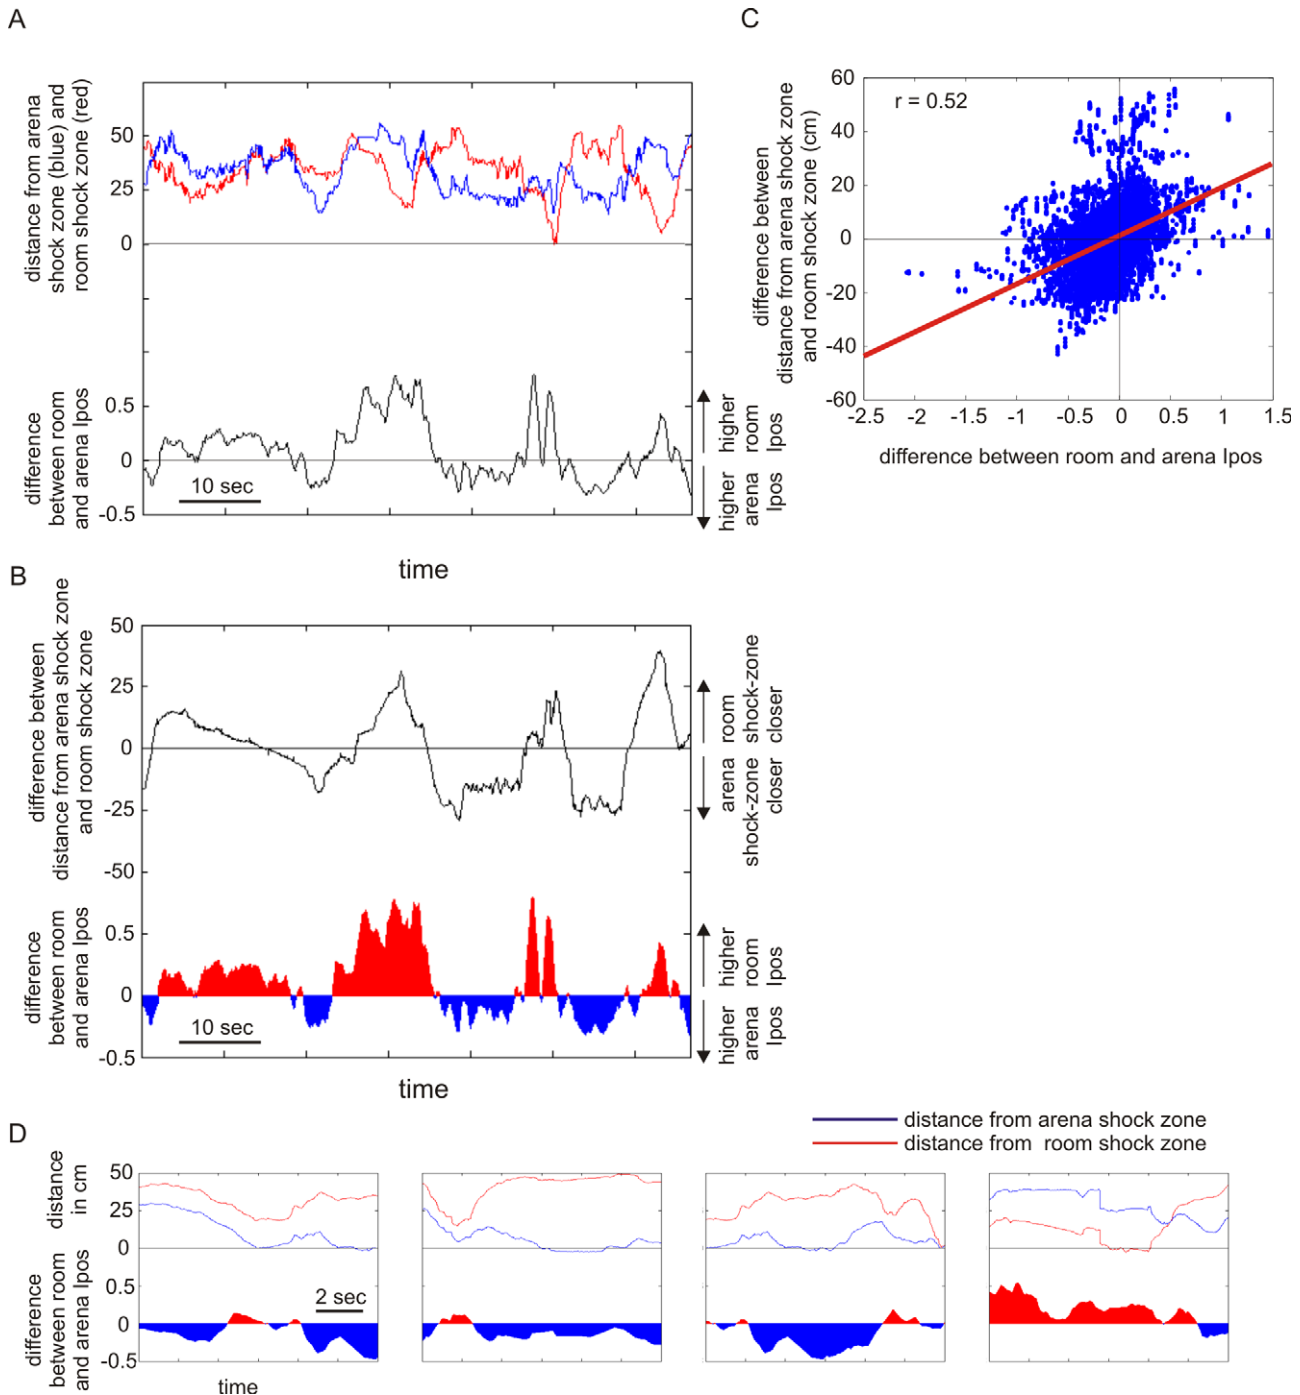 A
distance from arena
shock zone (blue) and
room shock zone (red)
50
25
0
difference
between room
and arena Ipos
0.5
0
-0.5
10 sec
higher
room
Ipos
higher
arena
Ipos
time
B
difference between
distance from arena shock zone
and room shock zone
50
25
0
-25
-50
room
shock-zone
closer
arena
shock-zone
closer
difference
between room
and arena Ipos
0.5
0
-0.5
10 sec
higher
room
Ipos
higher
arena
Ipos
time
C
difference between
distance from arena shock zone
and room shock zone (cm)
60
40
20
0
-20
-40
-60
r = 0.52
-2.5 -2 -1.5 -1 -0.5 0 0.5 1 1.5
difference between room and arena Ipos
D
distance from arena shock zone
distance from room shock zone
distance
in cm
50
25
0
difference
between room
and arena Ipos
0.5
0
-0.5
2 sec
time